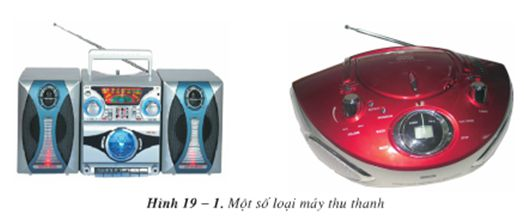 Hình 19 – 1. Một số loại máy thu thanh